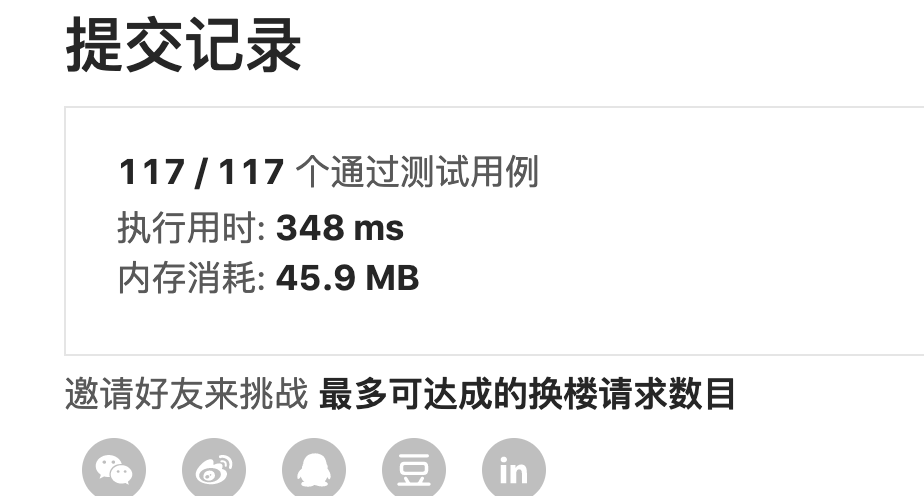 提交记录
117 / 117 个通过测试用例
执行用时: 348 ms
内存消耗: 45.9 MB
邀请好友来挑战 最多可达成的换楼请求数目
豆
in